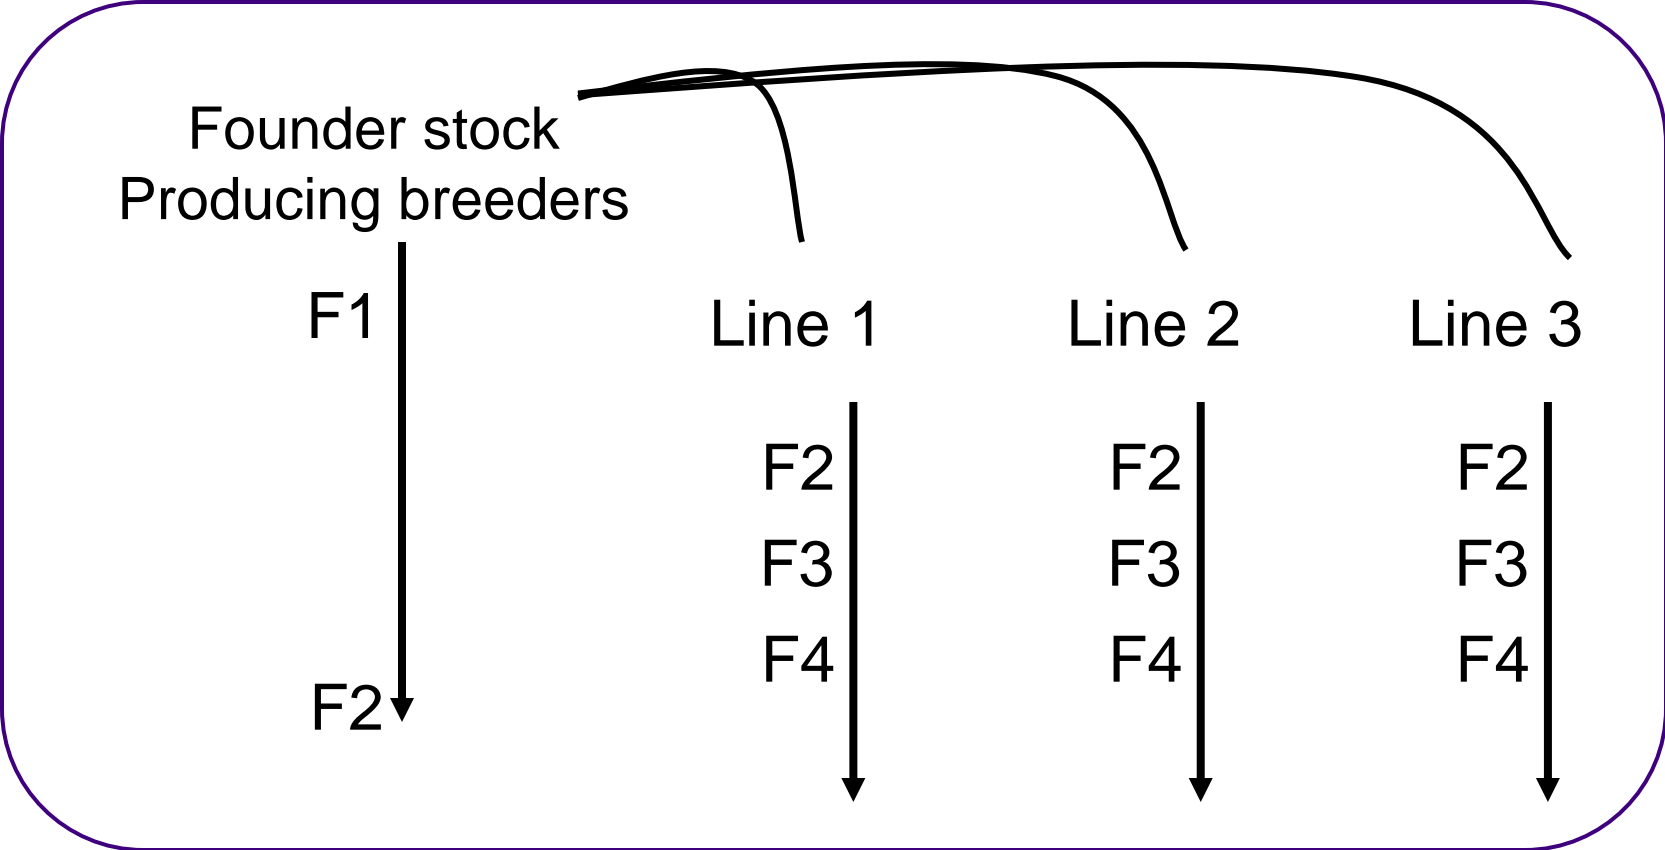 Founder stock
Producing breeders
F1
F2
Line 1
F2
F3
F4
Line 2
F2
F3
F4
Line 3
F2
F3
F4